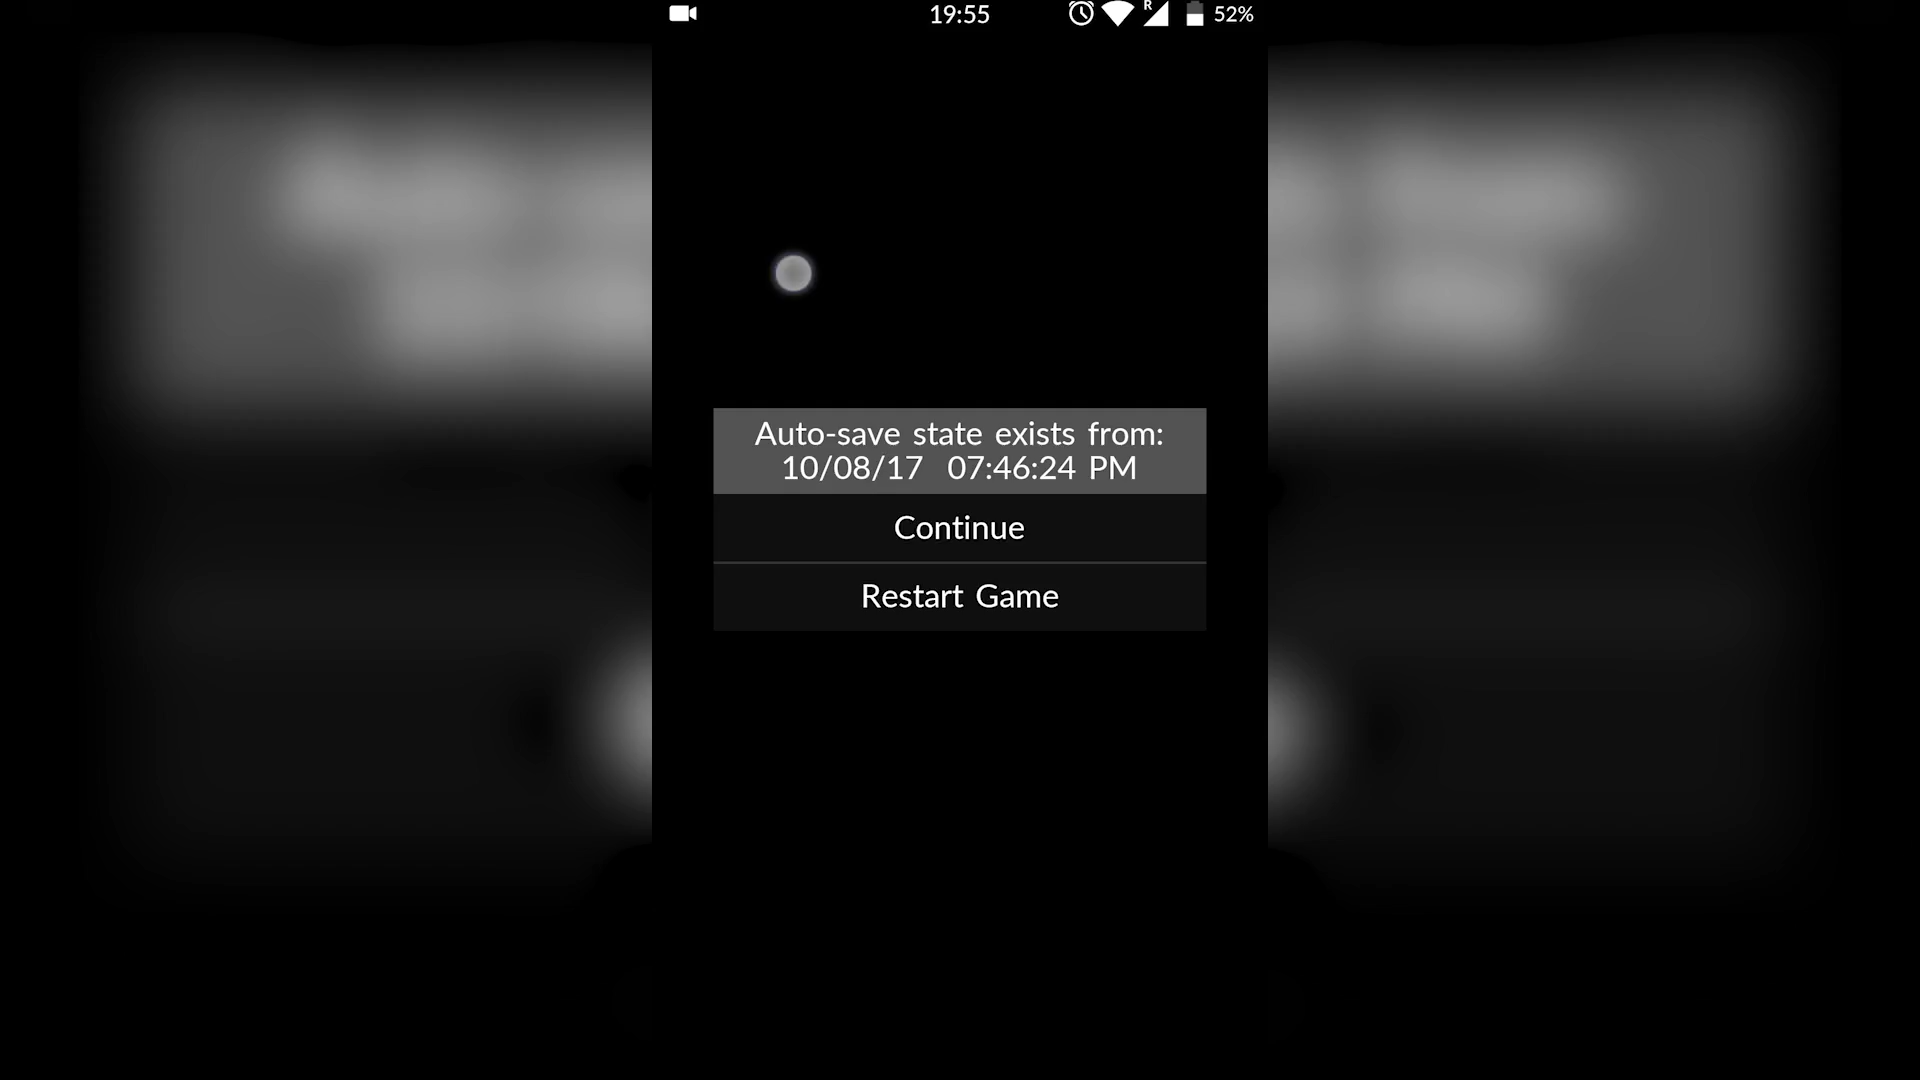 19:55
R
52%
Auto-save state exists from:
10/08/17 07:46:24 PM
Continue
Restart Game